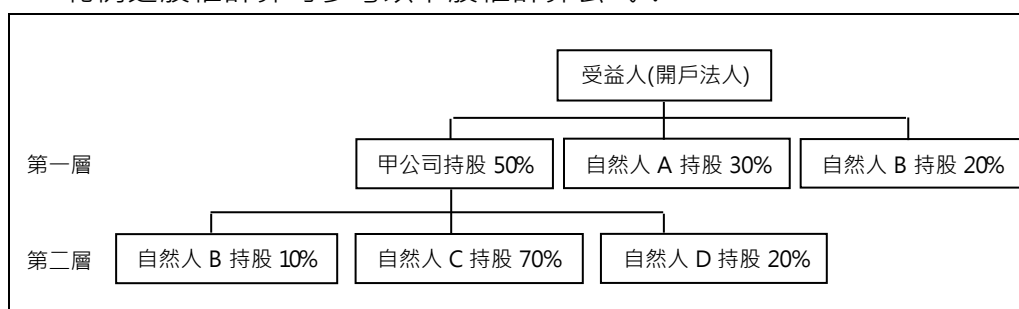 受益人(開戶法人)
第一層
甲公司持股 50%
自然人 A 持股 30%
自然人 B 持股 20%
第二層
自然人 B 持股 10%
自然人 C 持股 70%
自然人 D 持股 20%